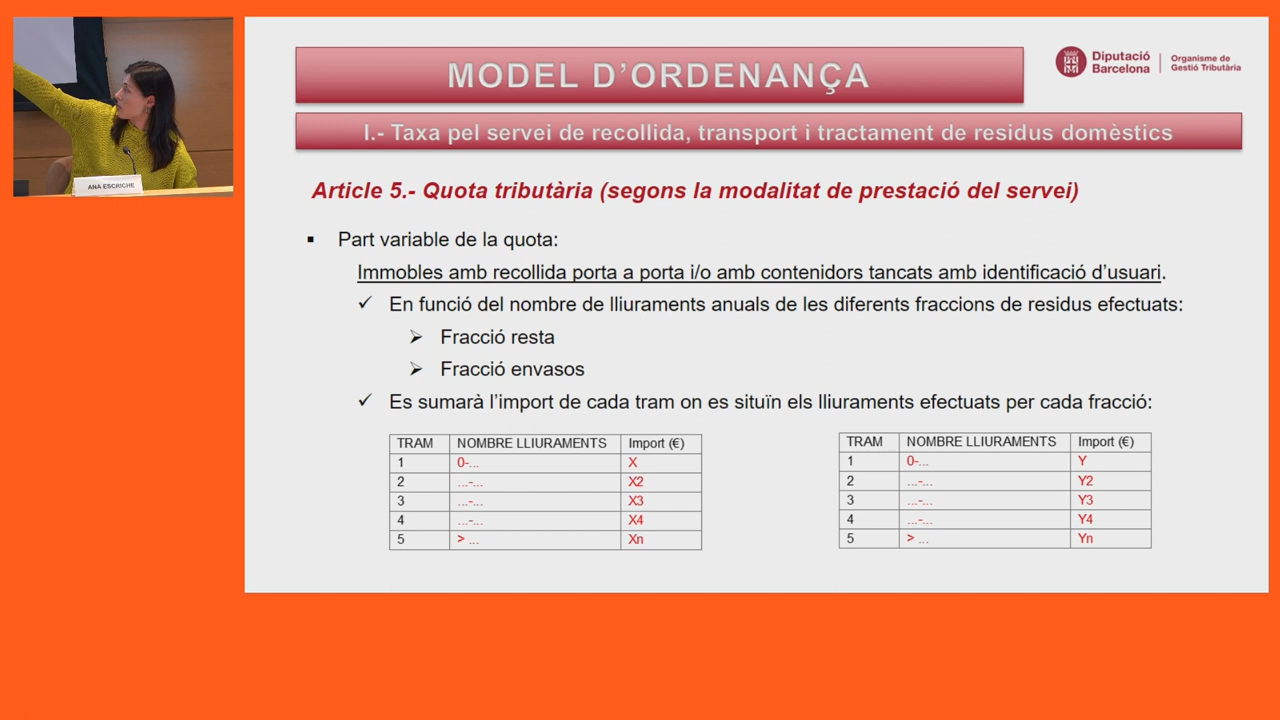 ANA ESCRICHE
MODEL D'ORDENANÇA
Diputació
Barcelona
Organisme de
Gestió Tributària
I.- Taxa pel servei de recollida, transport i tractament de residus domèstics
Article 5.- Quota tributària (segons la modalitat de prestació del servei)
▪ Part variable de la quota:
Immobles amb recollida porta a porta i/o amb contenidors tancats amb identificació d'usuari.
✓ En funció del nombre de lliuraments anuals de les diferents fraccions de residus efectuats:
➢ Fracció resta
➢ Fracció envasos
✓ Es sumarà l'import de cada tram on es situïn els lliuraments efectuats per cada fracció:
TRAM NOMBRE LLIURAMENTS Import (€)
1 0-... X
2 ...-... X2
3 ...-... X3
4 ...-... X4
5 > ... Xn
TRAM NOMBRE LLIURAMENTS Import (€)
1 0-... Y
2 ...-... Y2
3 ...-... Y3
4 ...-... Y4
5 > ... Yn